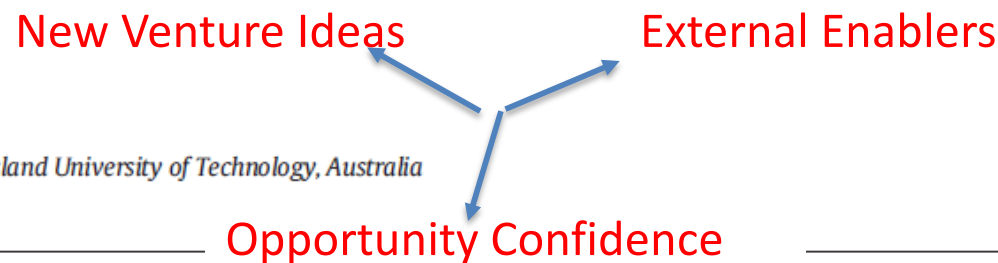 New Venture Ideas
External Enablers
land University of Technology, Australia
Opportunity Confidence